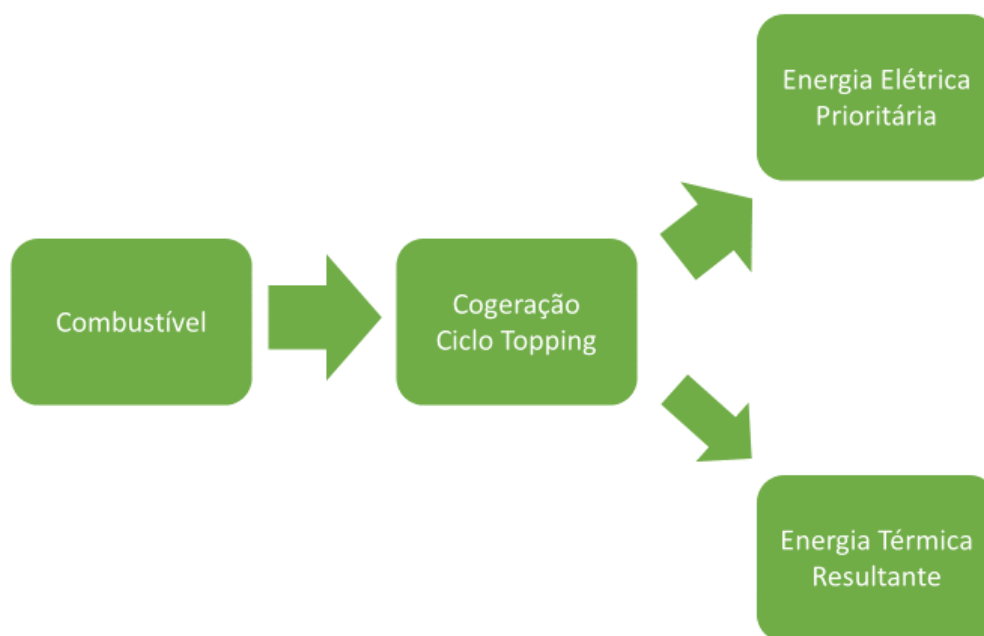 Energia Elétrica
Prioritária
Combustível
Cogeração
Ciclo Topping
Energia Térmica
Resultante